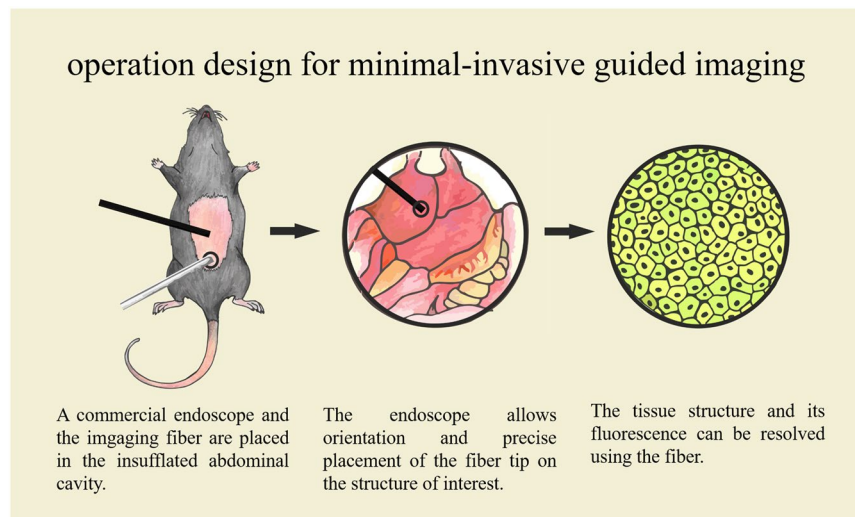 operation design for minimal-invasive guided imaging
A commercial endoscope and
the imgaging fiber are placed
in the insufflated abdominal
cavity.
The endoscope allows
orientation and precise
placement of the fiber tip on
the structure of interest.
The tissue structure and its
fluorescence can be resolved
using the fiber.